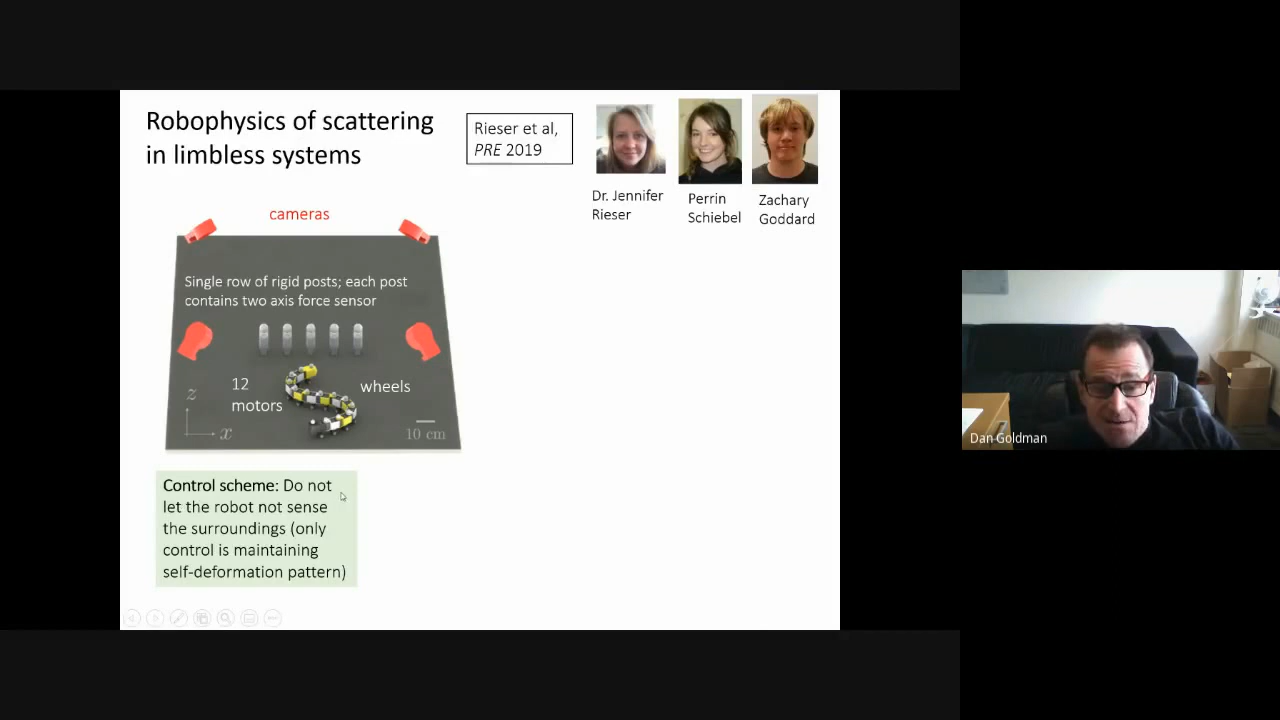 Robophysics of scattering
in limbless systems
Rieser et al,
PRE 2019
Dr. Jennifer
Rieser
Perrin
Schiebel
Zachary
Goddard
cameras
Single row of rigid posts; each post
contains two axis force sensor
12
motors
wheels
z
x
10 cm
Control scheme: Do not
let the robot not sense
the surroundings (only
control is maintaining
self-deformation pattern)
Dan Goldman